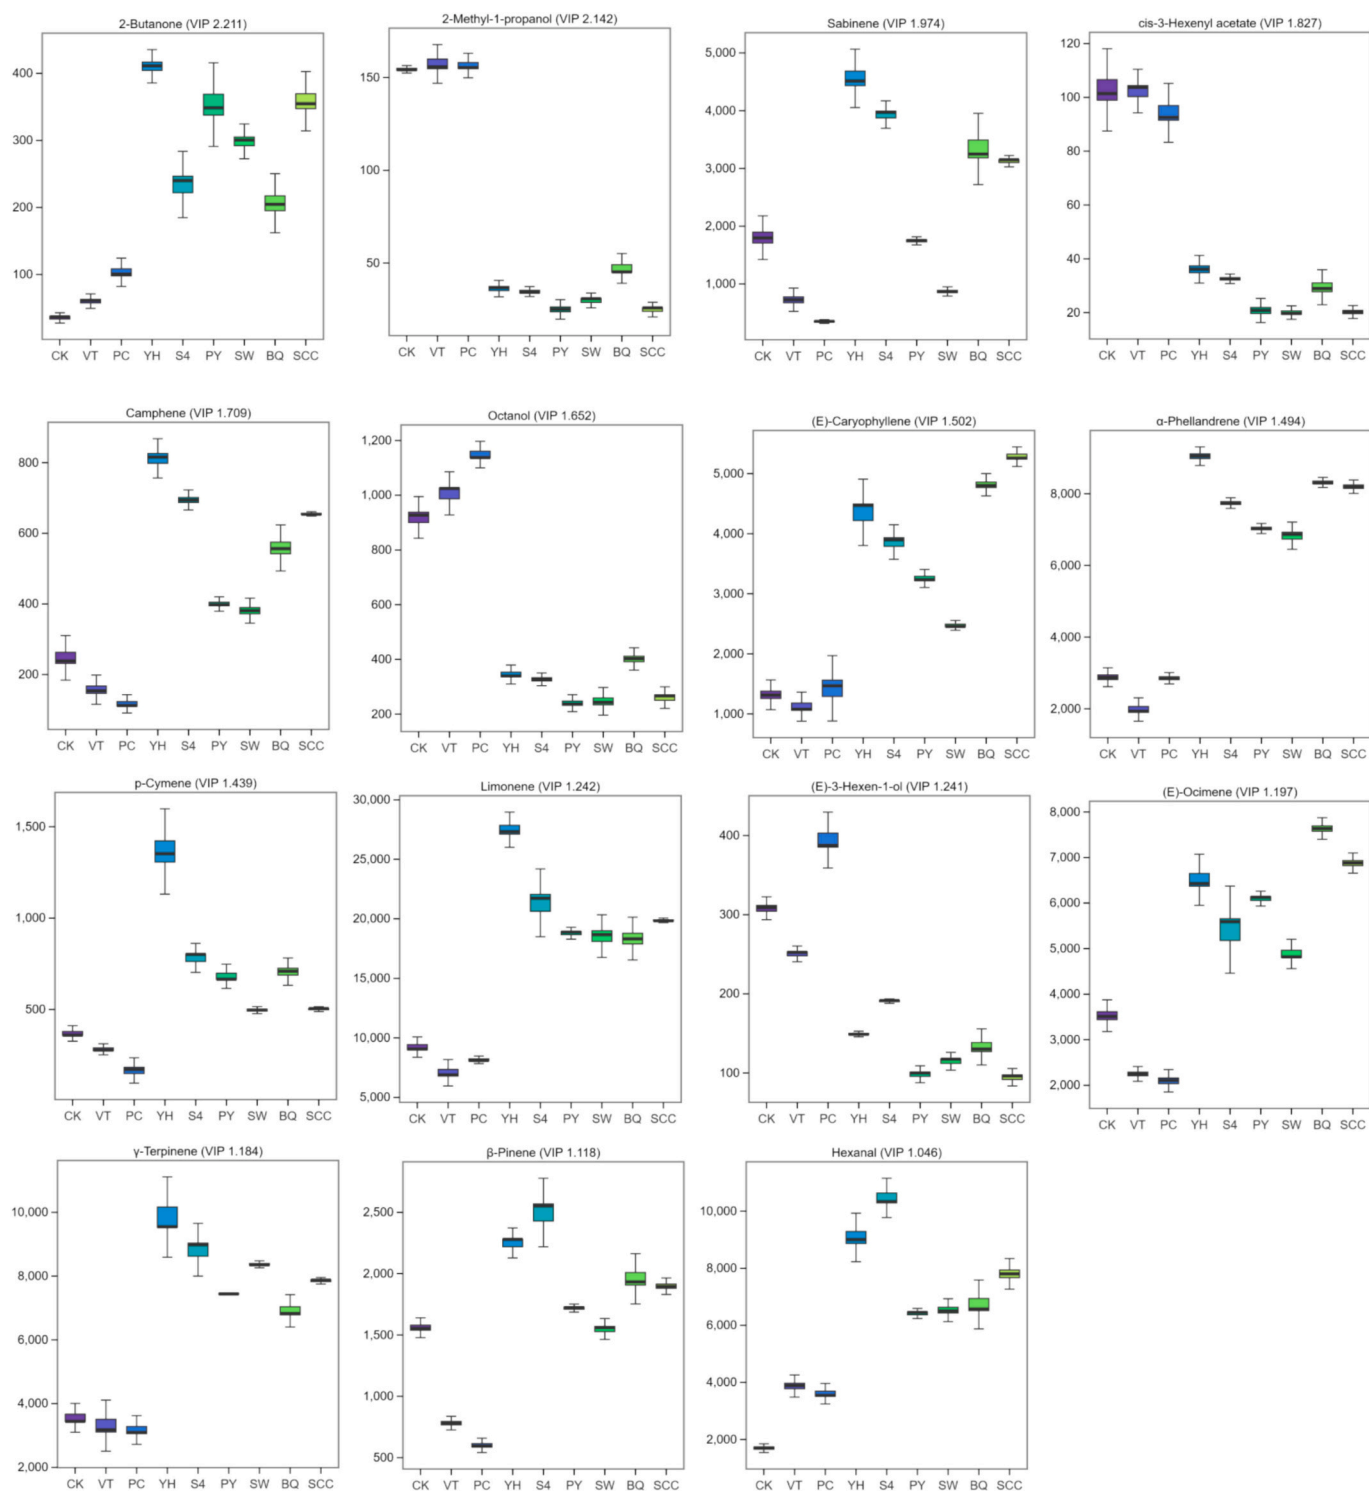 2-Butanone (VIP 2.211)
400
300
200
100
CK VT PC YH S4 PY SW BQ SCC
2-Methyl-1-propanol (VIP 2.142)
150
100
50
CK VT PC YH S4 PY SW BQ SCC
Sabinene (VIP 1.974)
5,000
4,000
3,000
2,000
1,000
CK VT PC YH S4 PY SW BQ SCC
cis-3-Hexenyl acetate (VIP 1.827)
120
100
80
60
40
20
CK VT PC YH S4 PY SW BQ SCC
Camphene (VIP 1.709)
800
600
400
200
CK VT PC YH S4 PY SW BQ SCC
Octanol (VIP 1.652)
1,200
1,000
800
600
400
200
CK VT PC YH S4 PY SW BQ SCC
(E)-Caryophyllene (VIP 1.502)
5,000
4,000
3,000
2,000
1,000
CK VT PC YH S4 PY SW BQ SCC
α-Phellandrene (VIP 1.494)
8,000
6,000
4,000
2,000
CK VT PC YH S4 PY SW BQ SCC
p-Cymene (VIP 1.439)
1,500
1,000
500
CK VT PC YH S4 PY SW BQ SCC
Limonene (VIP 1.242)
30,000
25,000
20,000
15,000
10,000
5,000
CK VT PC YH S4 PY SW BQ SCC
(E)-3-Hexen-1-ol (VIP 1.241)
400
300
200
100
CK VT PC YH S4 PY SW BQ SCC
(E)-Ocimene (VIP 1.197)
8,000
7,000
6,000
5,000
4,000
3,000
2,000
CK VT PC YH S4 PY SW BQ SCC
γ-Terpinene (VIP 1.184)
10,000
8,000
6,000
4,000
2,000
CK VT PC YH S4 PY SW BQ SCC
β-Pinene (VIP 1.118)
2,500
2,000
1,500
1,000
500
CK VT PC YH S4 PY SW BQ SCC
Hexanal (VIP 1.046)
10,000
8,000
6,000
4,000
2,000
CK VT PC YH S4 PY SW BQ SCC